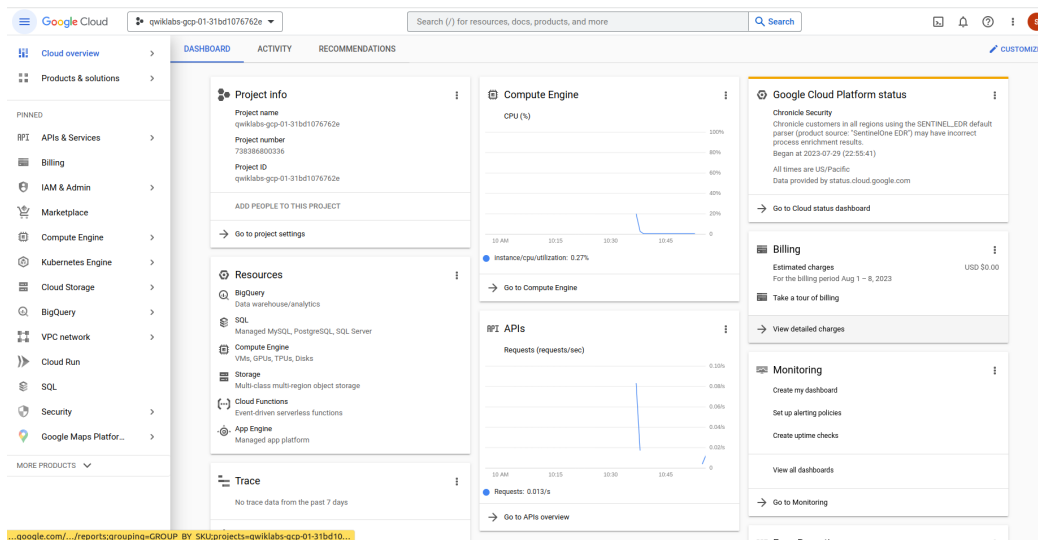 Google Cloud
qwiklabs-gcp-01-31bd1076762e
Search (/) for resources, docs, products, and more
Search
S
Cloud overview
Products & solutions
PINNED
API APIs & Services
Billing
IAM & Admin
Marketplace
Compute Engine
Kubernetes Engine
Cloud Storage
BigQuery
VPC network
Cloud Run
SQL
Security
Google Maps Platfor...
MORE PRODUCTS
DASHBOARD ACTIVITY RECOMMENDATIONS
CUSTOMIZE
Project info
Project name
qwiklabs-gcp-01-31bd1076762e
Project number
738386800336
Project ID
qwiklabs-gcp-01-31bd1076762e
ADD PEOPLE TO THIS PROJECT
Go to project settings
Resources
BigQuery
Data warehouse/analytics
SQL
Managed MySQL, PostgreSQL, SQL Server
Compute Engine
VMs, GPUs, TPUs, Disks
Storage
Multi-class multi-region object storage
Cloud Functions
Event-driven serverless functions
App Engine
Managed app platform
Trace
No trace data from the past 7 days
Compute Engine
CPU (%)
100%
80%
60%
40%
20%
0
10 AM 10:15 10:30 10:45
instance/cpu/utilization: 0.27%
Go to Compute Engine
API APIs
Requests (requests/sec)
0.10/s
0.08/s
0.06/s
0.04/s
0.02/s
0
10 AM 10:15 10:30 10:45
Requests: 0.013/s
Go to APIs overview
Google Cloud Platform status
Chronicle Security
Chronicle customers in all regions using the SENTINEL_EDR default
parser (product source: "SentinelOne EDR") may have incorrect
process enrichment results.
Began at 2023-07-29 (22:55:41)
All times are US/Pacific
Data provided by status.cloud.google.com
Go to Cloud status dashboard
Billing
Estimated charges USD $0.00
For the billing period Aug 1 – 8, 2023
Take a tour of billing
View detailed charges
Monitoring
Create my dashboard
Set up alerting policies
Create uptime checks
View all dashboards
Go to Monitoring
...google.com/.../reports;grouping=GROUP_BY_SKU;projects=qwiklabs-gcp-01-31bd10...